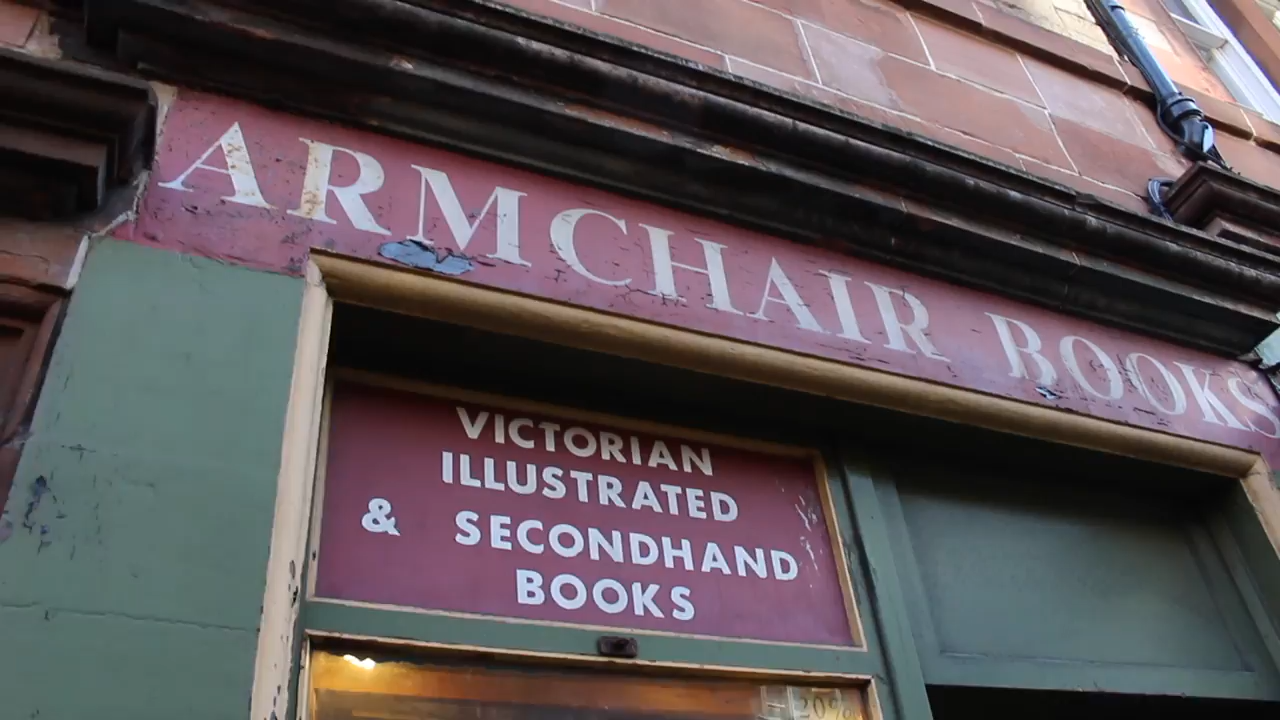 ARMCHAIR BOOKS
VICTORIAN
ILLUSTRATED
& SECONDHAND
BOOKS
20%